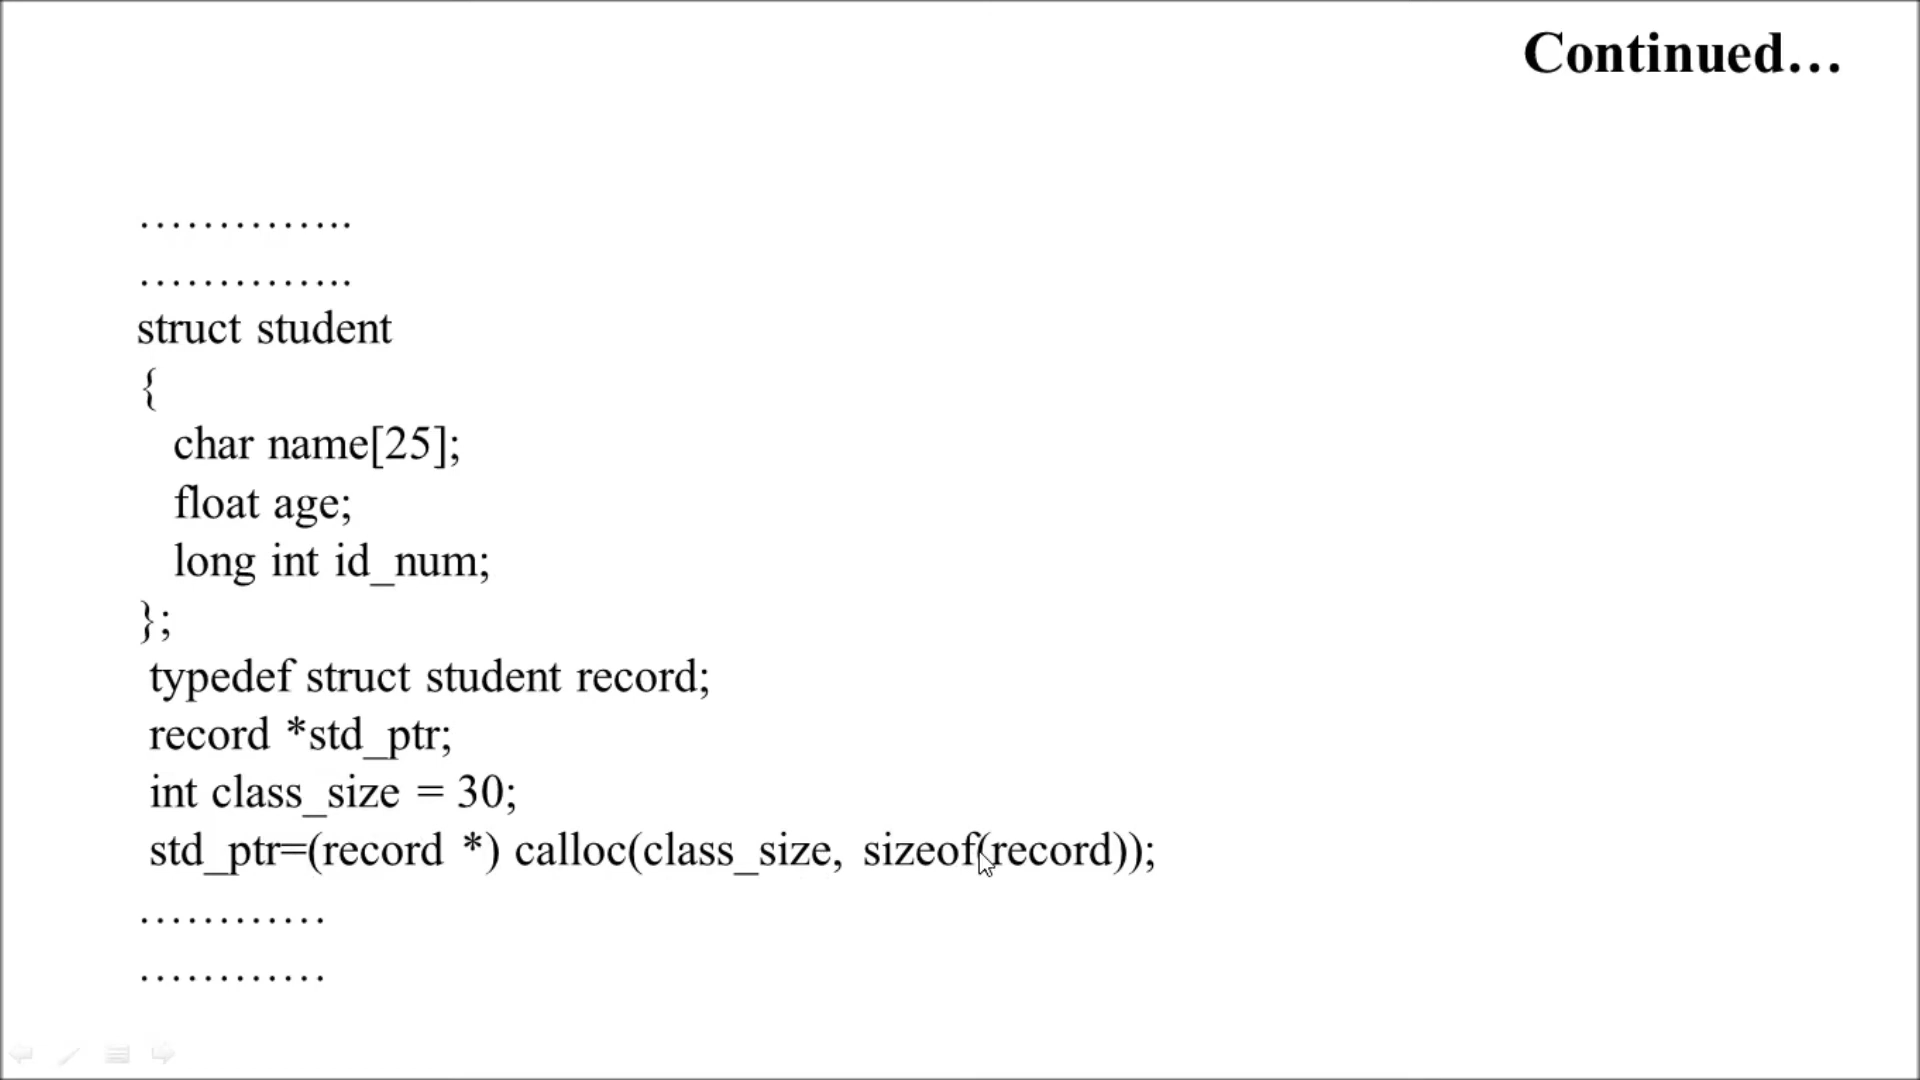 Continued…
…………..
…………..
struct student
{
char name[25];
float age;
long int id_num;
};
typedef struct student record;
record *std_ptr;
int class_size = 30;
std_ptr=(record *) calloc(class_size, sizeof(record));
…………
…………